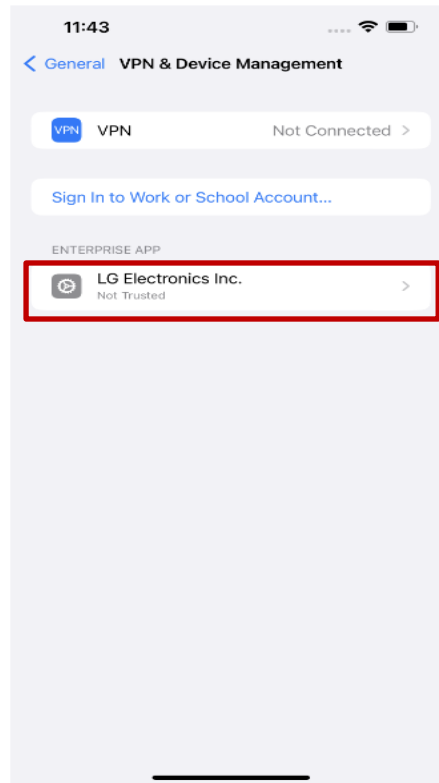 11:43
General VPN & Device Management
VPN VPN Not Connected
Sign In to Work or School Account...
ENTERPRISE APP
LG Electronics Inc.
Not Trusted